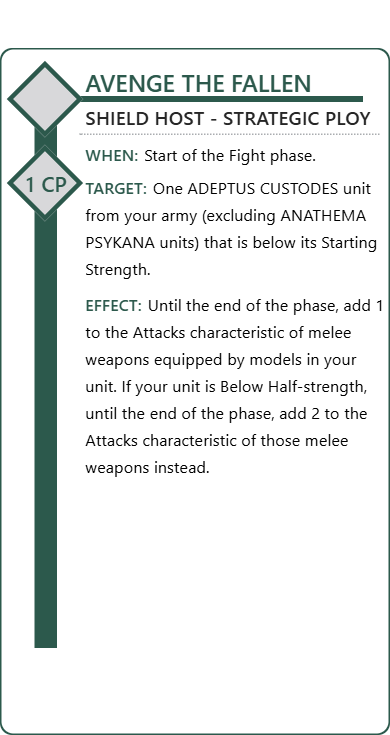 AVENGE THE FALLEN
SHIELD HOST - STRATEGIC PLOY
WHEN: Start of the Fight phase.
1 CP
TARGET: One ADEPTUS CUSTODES unit
from your army (excluding ANATHEMA
PSYKANA units) that is below its Starting
Strength.
EFFECT: Until the end of the phase, add 1
to the Attacks characteristic of melee
weapons equipped by models in your
unit. If your unit is Below Half-strength,
until the end of the phase, add 2 to the
Attacks characteristic of those melee
weapons instead.